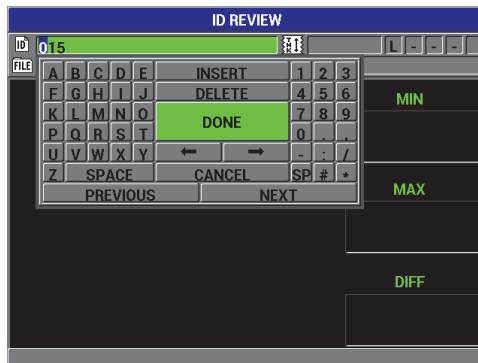 ID REVIEW
ID 015 L - - -
FILE
A B C D E INSERT 1 2 3
F G H I J DELETE 4 5 6
K L M N O DONE 7 8 9
P Q R S T 0 . ,
U V W X Y ← → - : /
Z SPACE CANCEL SP # *
PREVIOUS NEXT
MIN
MAX
DIFF